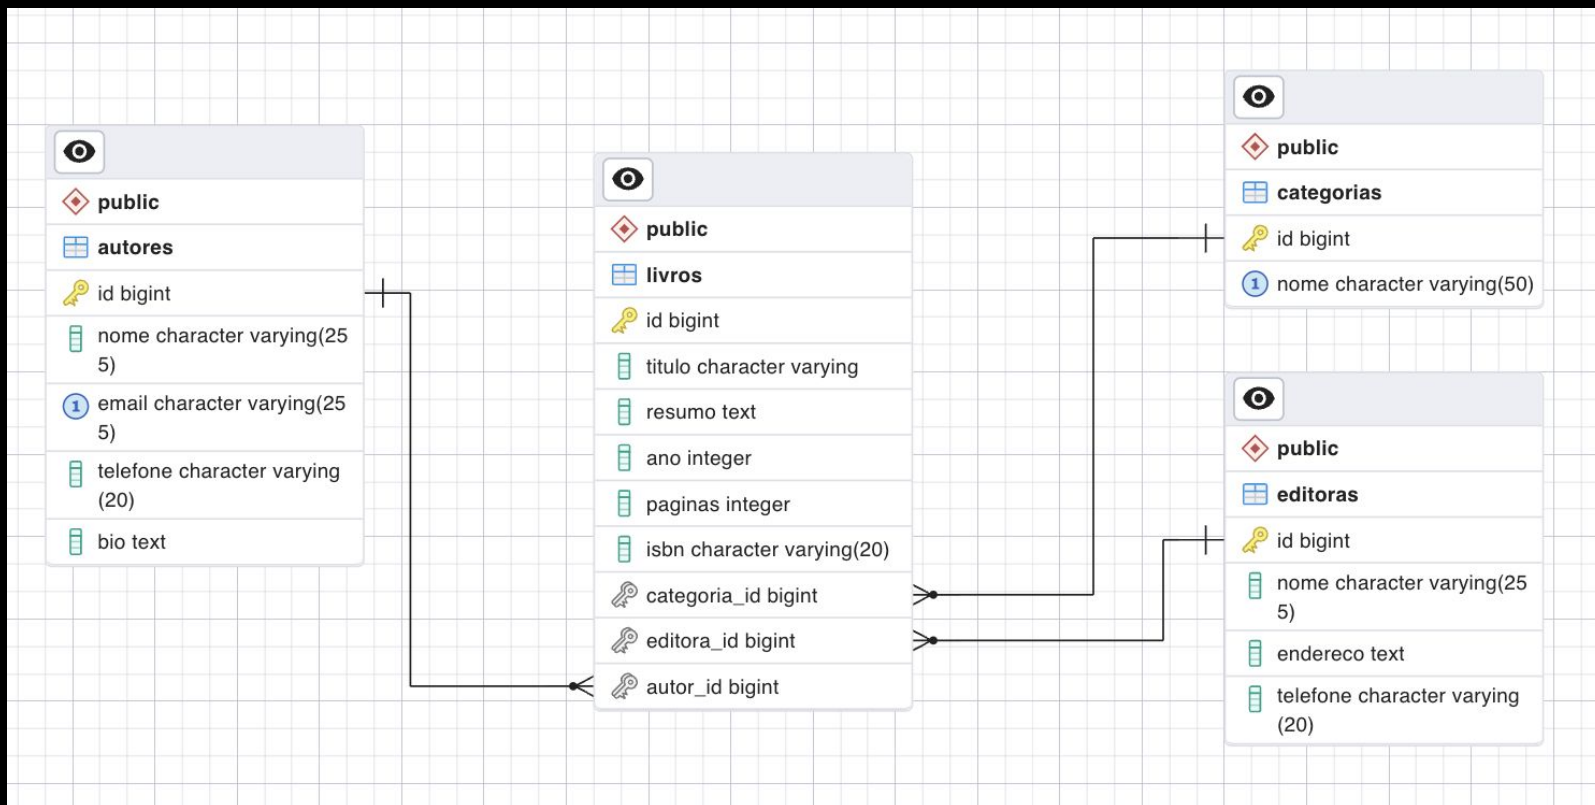 public
autores
id bigint
nome character varying(25
5)
1 email character varying(25
5)
telefone character varying
(20)
bio text
public
livros
id bigint
titulo character varying
resumo text
ano integer
paginas integer
isbn character varying(20)
categoria_id bigint
editora_id bigint
autor_id bigint
public
categorias
id bigint
1 nome character varying(50)
public
editoras
id bigint
nome character varying(25
5)
endereco text
telefone character varying
(20)